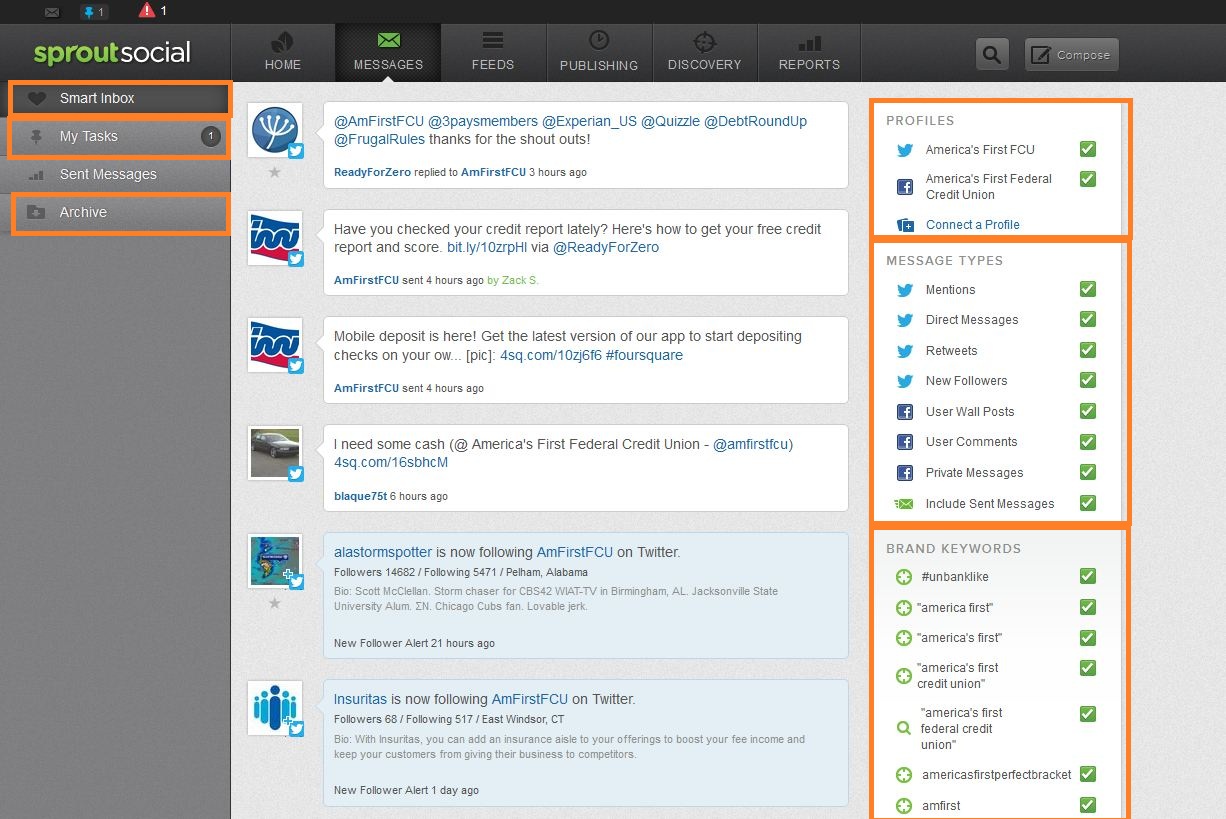 1
1
sproutsocial
HOME
MESSAGES
FEEDS
PUBLISHING
DISCOVERY
REPORTS
Compose
Smart Inbox
My Tasks
1
Sent Messages
Archive
@AmFirstFCU @3paysmembers @Experian_US @Quizzle @DebtRoundUp
@FrugalRules thanks for the shout outs!
ReadyForZero replied to AmFirstFCU 3 hours ago
Have you checked your credit report lately? Here's how to get your free credit
report and score. bit.ly/10zrpHl via @ReadyForZero
AmFirstFCU sent 4 hours ago by Zack S.
Mobile deposit is here! Get the latest version of our app to start depositing
checks on your ow... [pic]: 4sq.com/10zj6f6 #foursquare
AmFirstFCU sent 4 hours ago
I need some cash (@ America's First Federal Credit Union - @amfirstfcu)
4sq.com/16sbhcM
blaque75t 6 hours ago
alastormspotter is now following AmFirstFCU on Twitter.
Followers 14682 / Following 5471 / Pelham, Alabama
Bio: Scott McClellan. Storm chaser for CBS42 WIAT-TV in Birmingham, AL. Jacksonville State
University Alum. ΣN. Chicago Cubs fan. Lovable jerk.
New Follower Alert 21 hours ago
Insuritas is now following AmFirstFCU on Twitter.
Followers 68 / Following 517 / East Windsor, CT
Bio: With Insuritas, you can add an insurance aisle to your offerings to boost your fee income and
keep your customers from giving their business to competitors.
New Follower Alert 1 day ago
PROFILES
America's First FCU
America's First Federal
Credit Union
Connect a Profile
MESSAGE TYPES
Mentions
Direct Messages
Retweets
New Followers
User Wall Posts
User Comments
Private Messages
Include Sent Messages
BRAND KEYWORDS
#unbanklike
"america first"
"america's first"
"america's first
credit union"
"america's first
federal credit
union"
americasfirstperfectbracket
amfirst